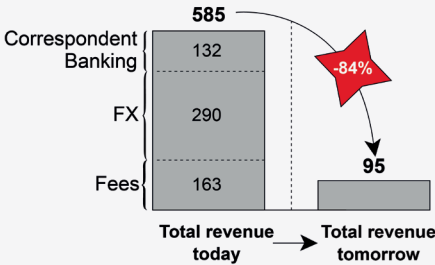 585
Correspondent
Banking
132
-84%
FX
290
95
Fees
163
Total revenue
today
Total revenue
tomorrow